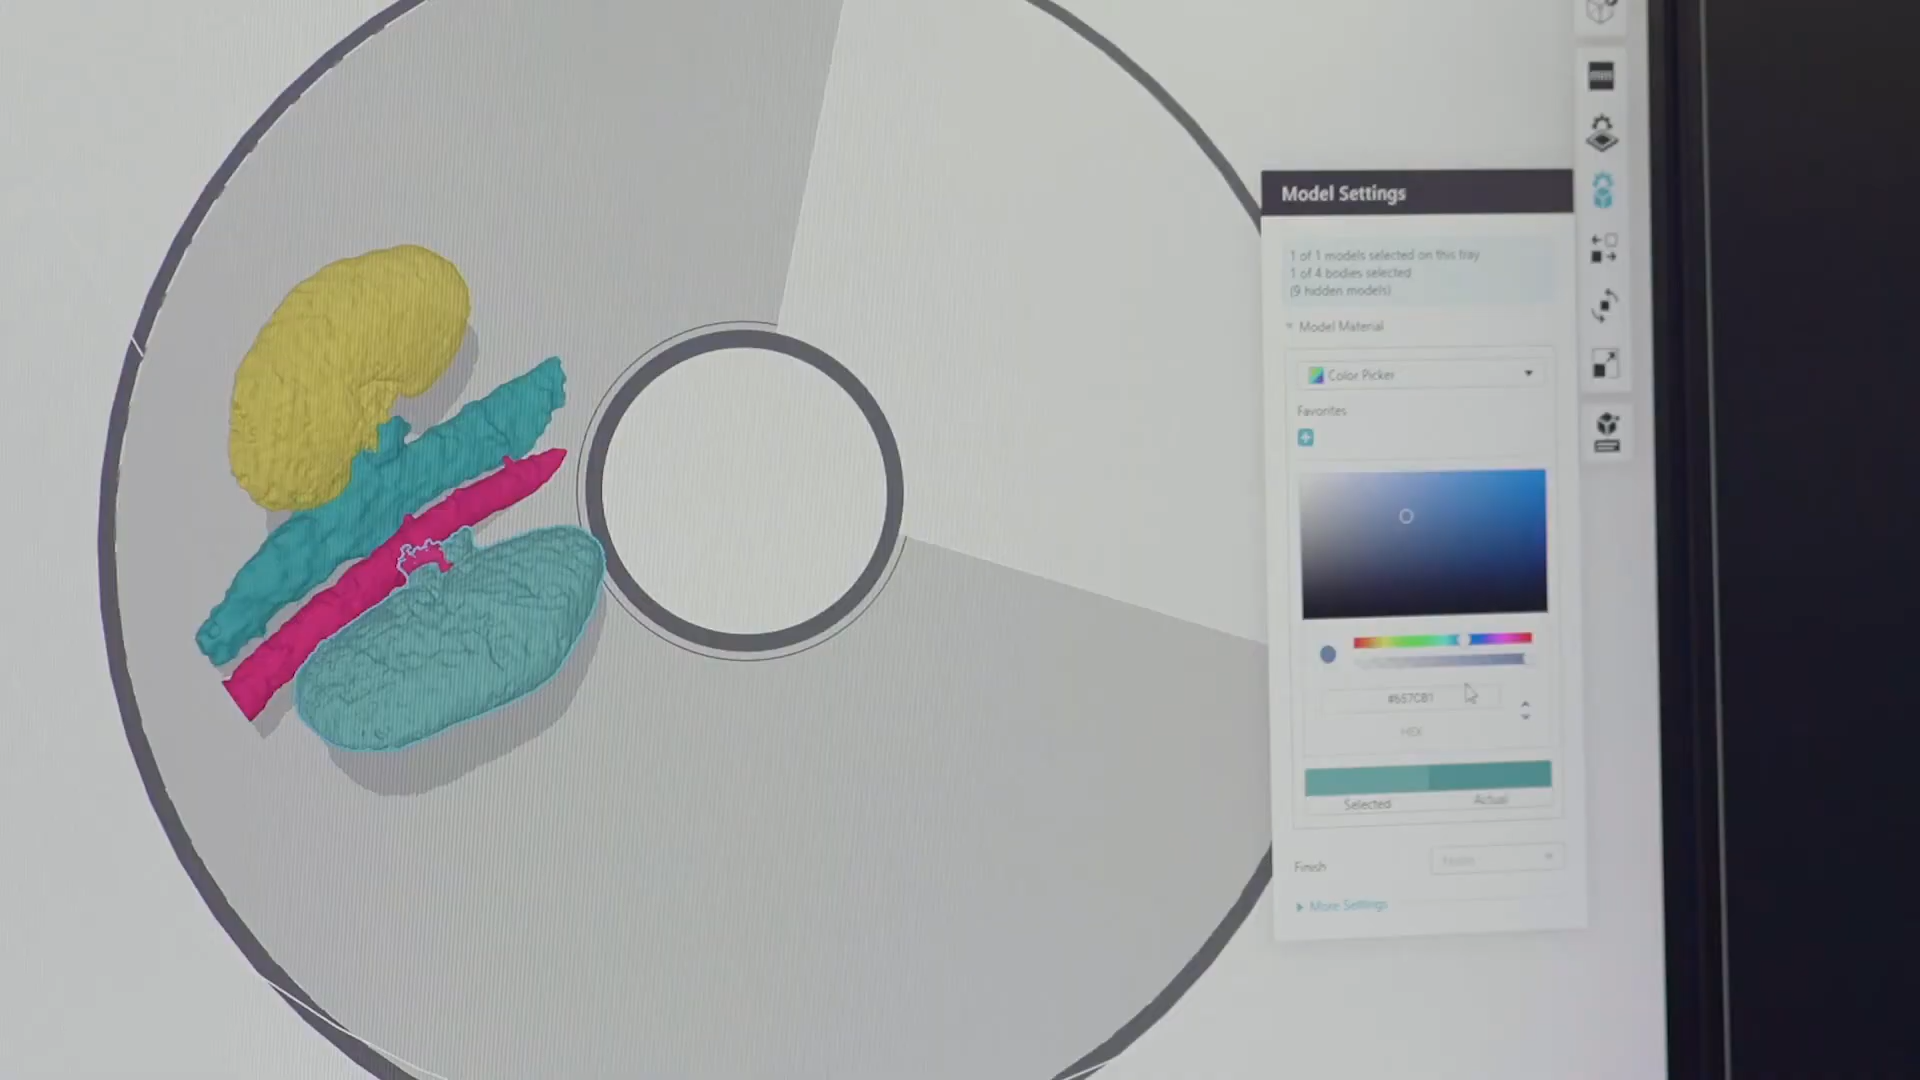 Model Settings
1 of 1 models selected on this tray
1 of 4 bodies selected
(9 hidden models)
Model Material
Color Picker
Favorites
#657CB1
HEX
Selected
Actual
Finish
More Settings